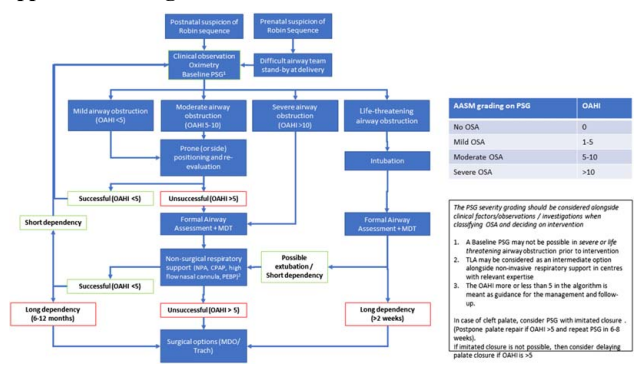 Postnatal suspicion of
Robin sequence
Prenatal suspicion of
Robin Sequence
Clinical observation
Oximetry
Baseline PSG¹
Difficult airway team
stand-by at delivery
Mild airway obstruction
(OAHI <5)
Moderate airway
obstruction
(OAHI 5-10)
Severe airway
obstruction
(OAHI >10)
Life-threatening
airway obstruction
Prone (or side)
positioning and re-
evaluation
Intubation
Successful (OAHI <5)
Unsuccessful (OAHI >5)
Short dependency
Formal Airway
Assessment + MDT
Formal Airway
Assessment + MDT
Non-surgical respiratory
support (NPA, CPAP, high
flow nasal cannula, PEBP)²
Possible
extubation /
Short dependency
Successful (OAHI <5)
Long dependency
(6-12 months)
Unsuccessful (OAHI > 5)
Long dependency
(>2 weeks)
Surgical options (MDO/
Trach)
AASM grading on PSG OAHI
No OSA 0
Mild OSA 1-5
Moderate OSA 5-10
Severe OSA >10
The PSG severity grading should be considered alongside
clinical factors/observations / investigations when
classifying OSA and deciding on intervention
1. A Baseline PSG may not be possible in severe or life
threatening airway obstruction prior to intervention
2. TLA may be considered as an intermediate option
alongside non-invasive respiratory support in centres
with relevant expertise
3. The OAHI more or less than 5 in the algorithm is
meant as guidance for the management and follow-
up.
In case of cleft palate, consider PSG with imitated closure .
(Postpone palate repair if OAHI >5 and repeat PSG in 6-8
weeks).
If imitated closure is not possible, then consider delaying
palate closure if OAHI is >5